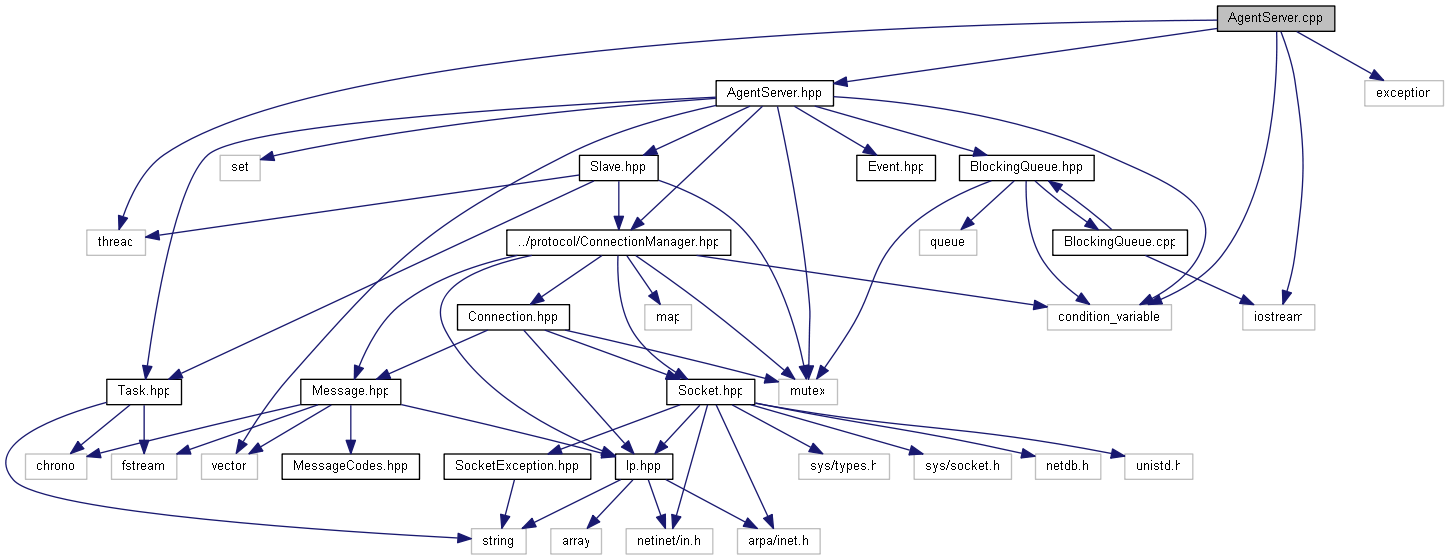 AgentServer.cpp
AgentServer.hpp
exception
set
Slave.hpp
Event.hpp
BlockingQueue.hpp
thread
../protocol/ConnectionManager.hpp
queue
BlockingQueue.cpp
Connection.hpp
map
condition_variable
iostream
Task.hpp
Message.hpp
Socket.hpp
mutex
chrono
fstream
vector
MessageCodes.hpp
SocketException.hpp
Ip.hpp
sys/types.h
sys/socket.h
netdb.h
unistd.h
string
array
netinet/in.h
arpa/inet.h